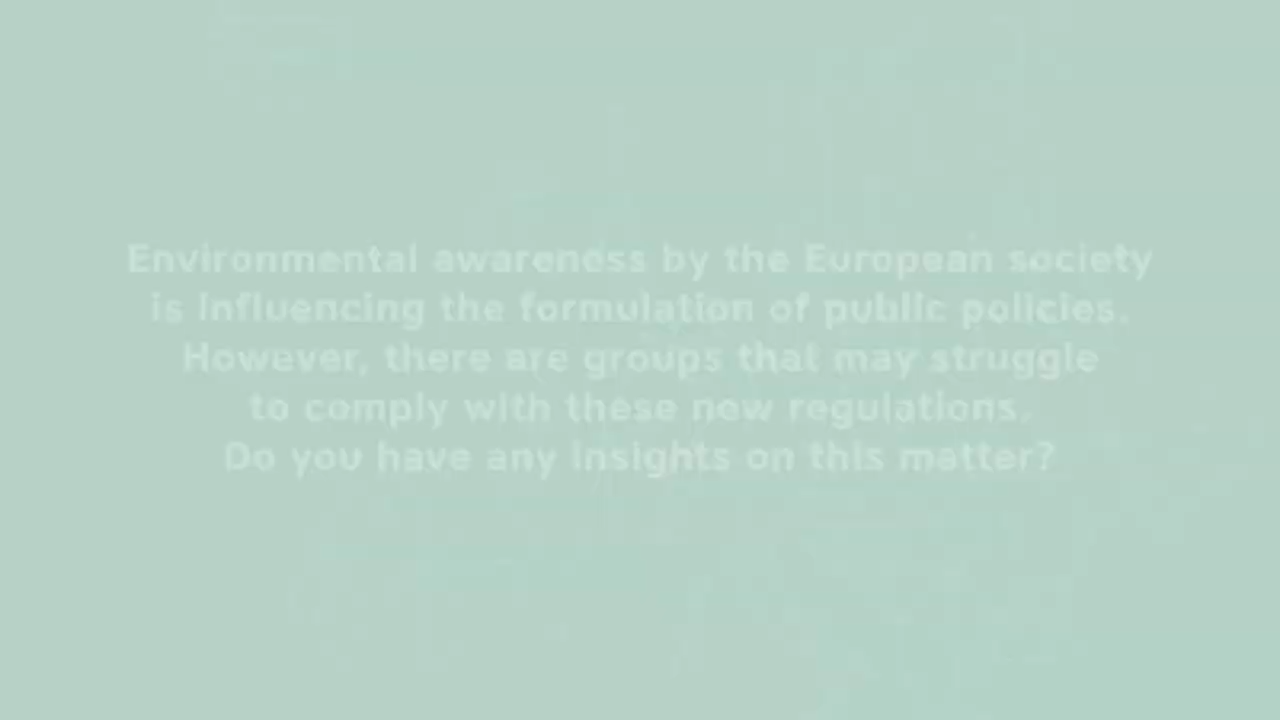 Environmental awareness by the European society
is influencing the formulation of public policies.
However, there are groups that may struggle
to comply with these new regulations.
Do you have any insights on this matter?